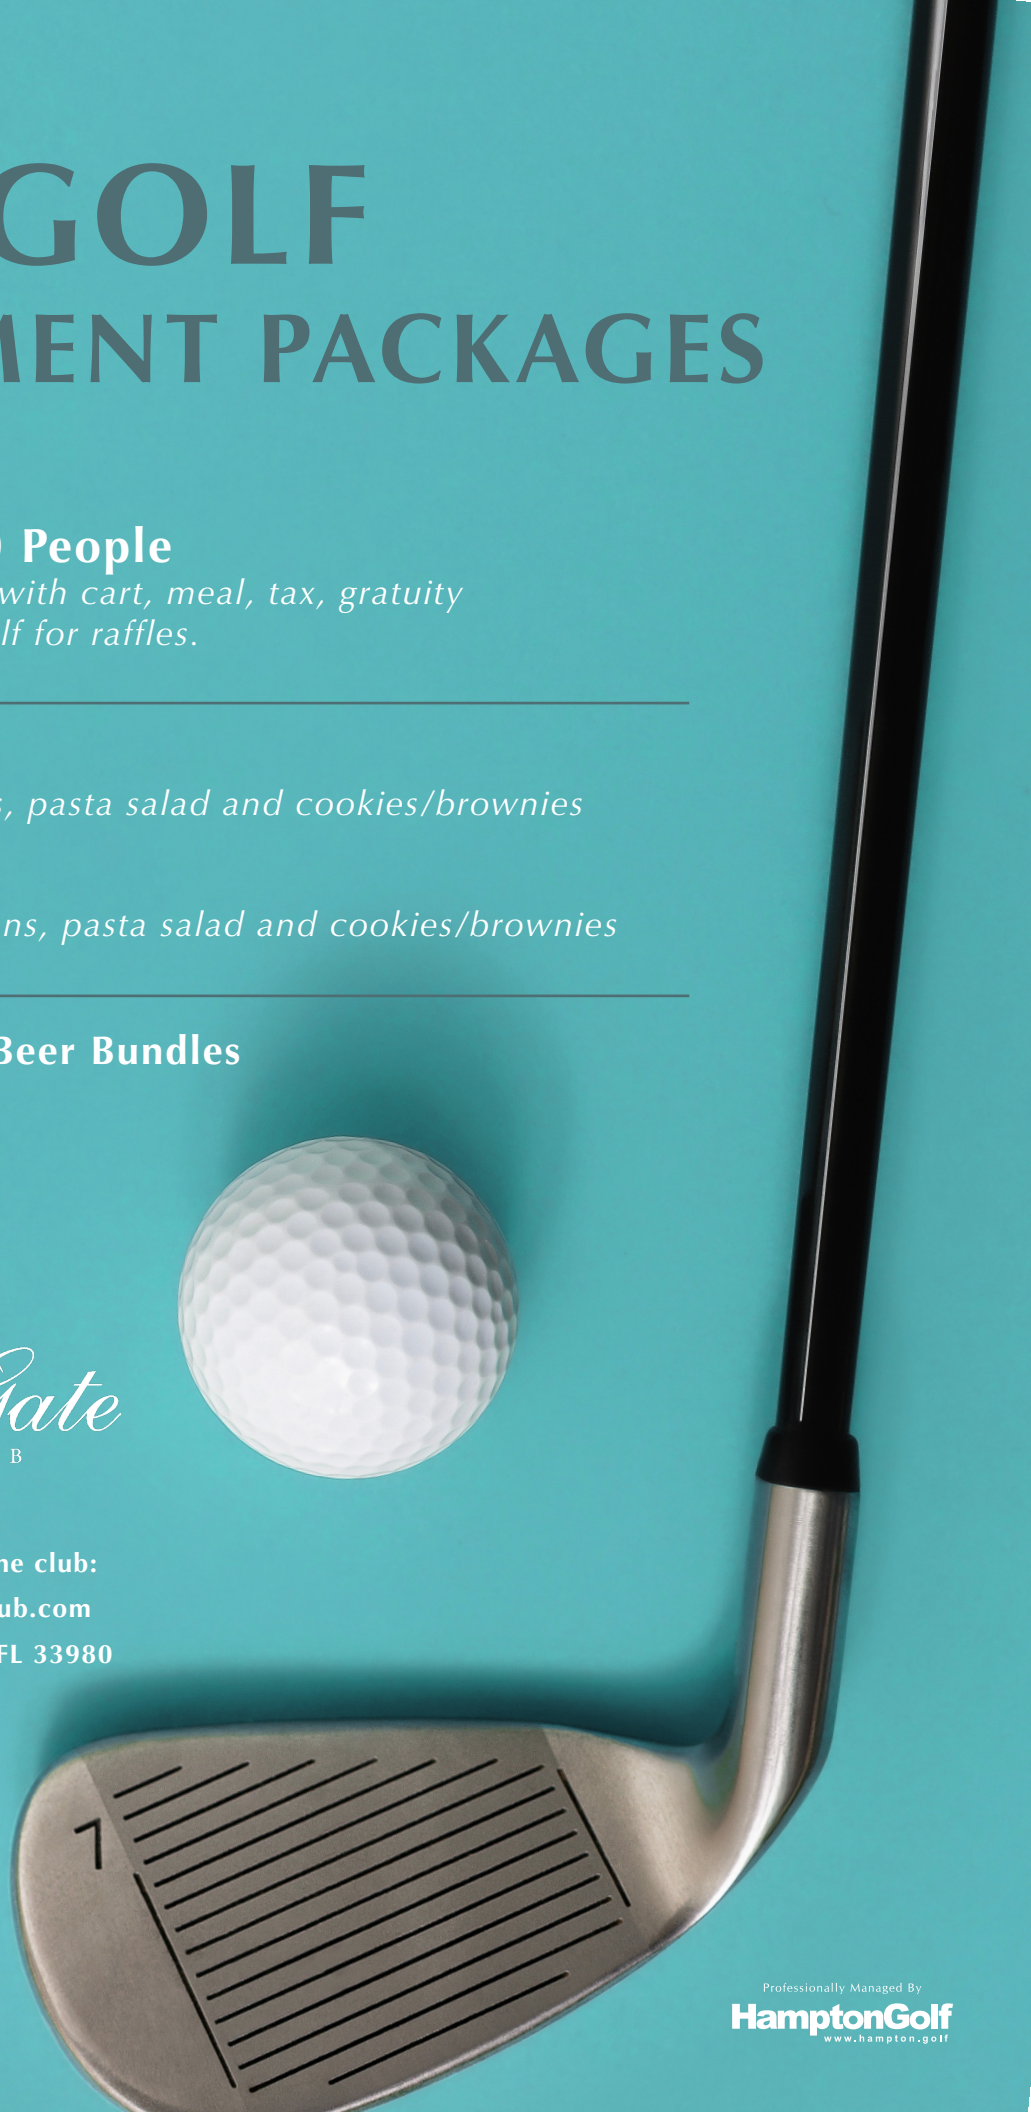 GOLF
MENT PACKAGES
People
with cart, meal, tax, gratuity
lf for raffles.
s, pasta salad and cookies/brownies
ns, pasta salad and cookies/brownies
Beer Bundles
Gate
B
he club:
ub.com
FL 33980
7
Professionally Managed By
HamptonGolf
www.hampton.golf